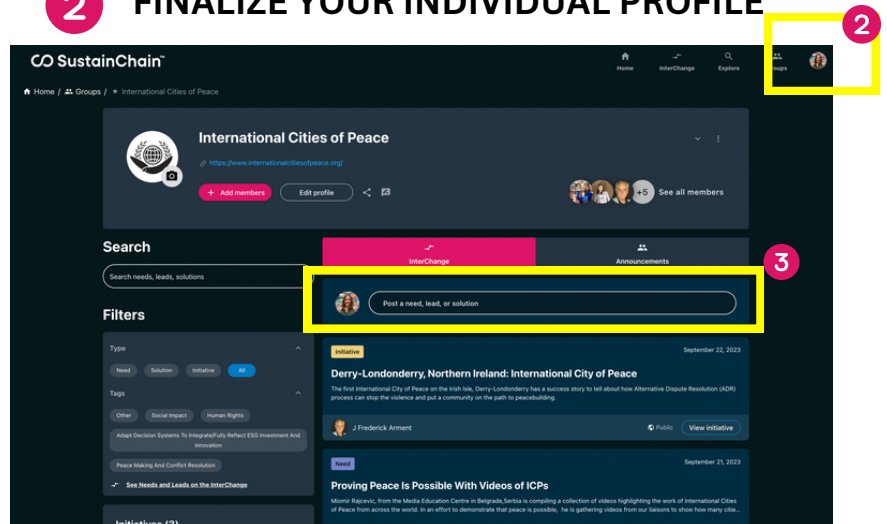 2 FINALIZE YOUR INDIVIDUAL PROFILE
2
SustainChain™
Home InterChange Explore Groups
Home / Groups / International Cities of Peace
International Cities of Peace
https://www.internationalcitiesofpeace.org/
+ Add members Edit profile
+5 See all members
Search
InterChange Announcements
3
Search needs, leads, solutions
Post a need, lead, or solution
Filters
Type
Need Solution Initiative All
Tags
Other Social Impact Human Rights
Adapt Decision Systems To Integrate/Fully Reflect ESG Investment And
Innovation
Peace Making And Conflict Resolution
See Needs and Leads on the InterChange
Initiatives (3)
Initiative September 22, 2023
Derry-Londonderry, Northern Ireland: International City of Peace
The first International City of Peace on the Irish Isle, Derry-Londonderry has a success story to tell about how Alternative Dispute Resolution (ADR)
process can stop the violence and put a community on the path to peacebuilding.
J Frederick Arment Public View initiative
Need September 21, 2023
Proving Peace Is Possible With Videos of ICPs
Miomir Rajcevic, from the Media Education Centre in Belgrade,Serbia is compiling a collection of videos highlighting the work of International Cities
of Peace from across the world. In an effort to demonstrate that peace is possible, he is gathering videos from our liaisons to show how many citie...